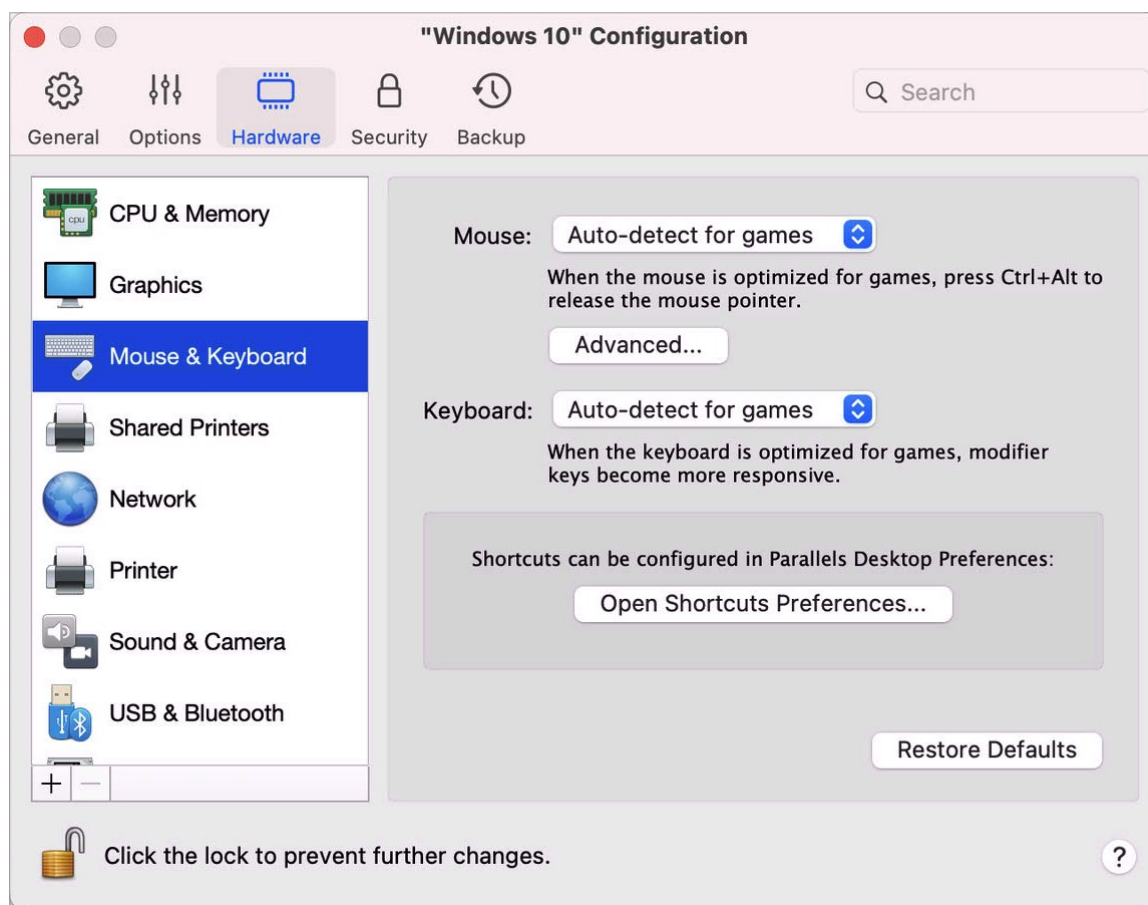 "Windows 10" Configuration
General
Options
Hardware
Security
Backup
Search
CPU & Memory
Graphics
Mouse & Keyboard
Shared Printers
Network
Printer
Sound & Camera
USB & Bluetooth
Mouse:
Auto-detect for games
When the mouse is optimized for games, press Ctrl+Alt to
release the mouse pointer.
Advanced...
Keyboard:
Auto-detect for games
When the keyboard is optimized for games, modifier
keys become more responsive.
Shortcuts can be configured in Parallels Desktop Preferences:
Open Shortcuts Preferences...
Restore Defaults
Click the lock to prevent further changes.
?